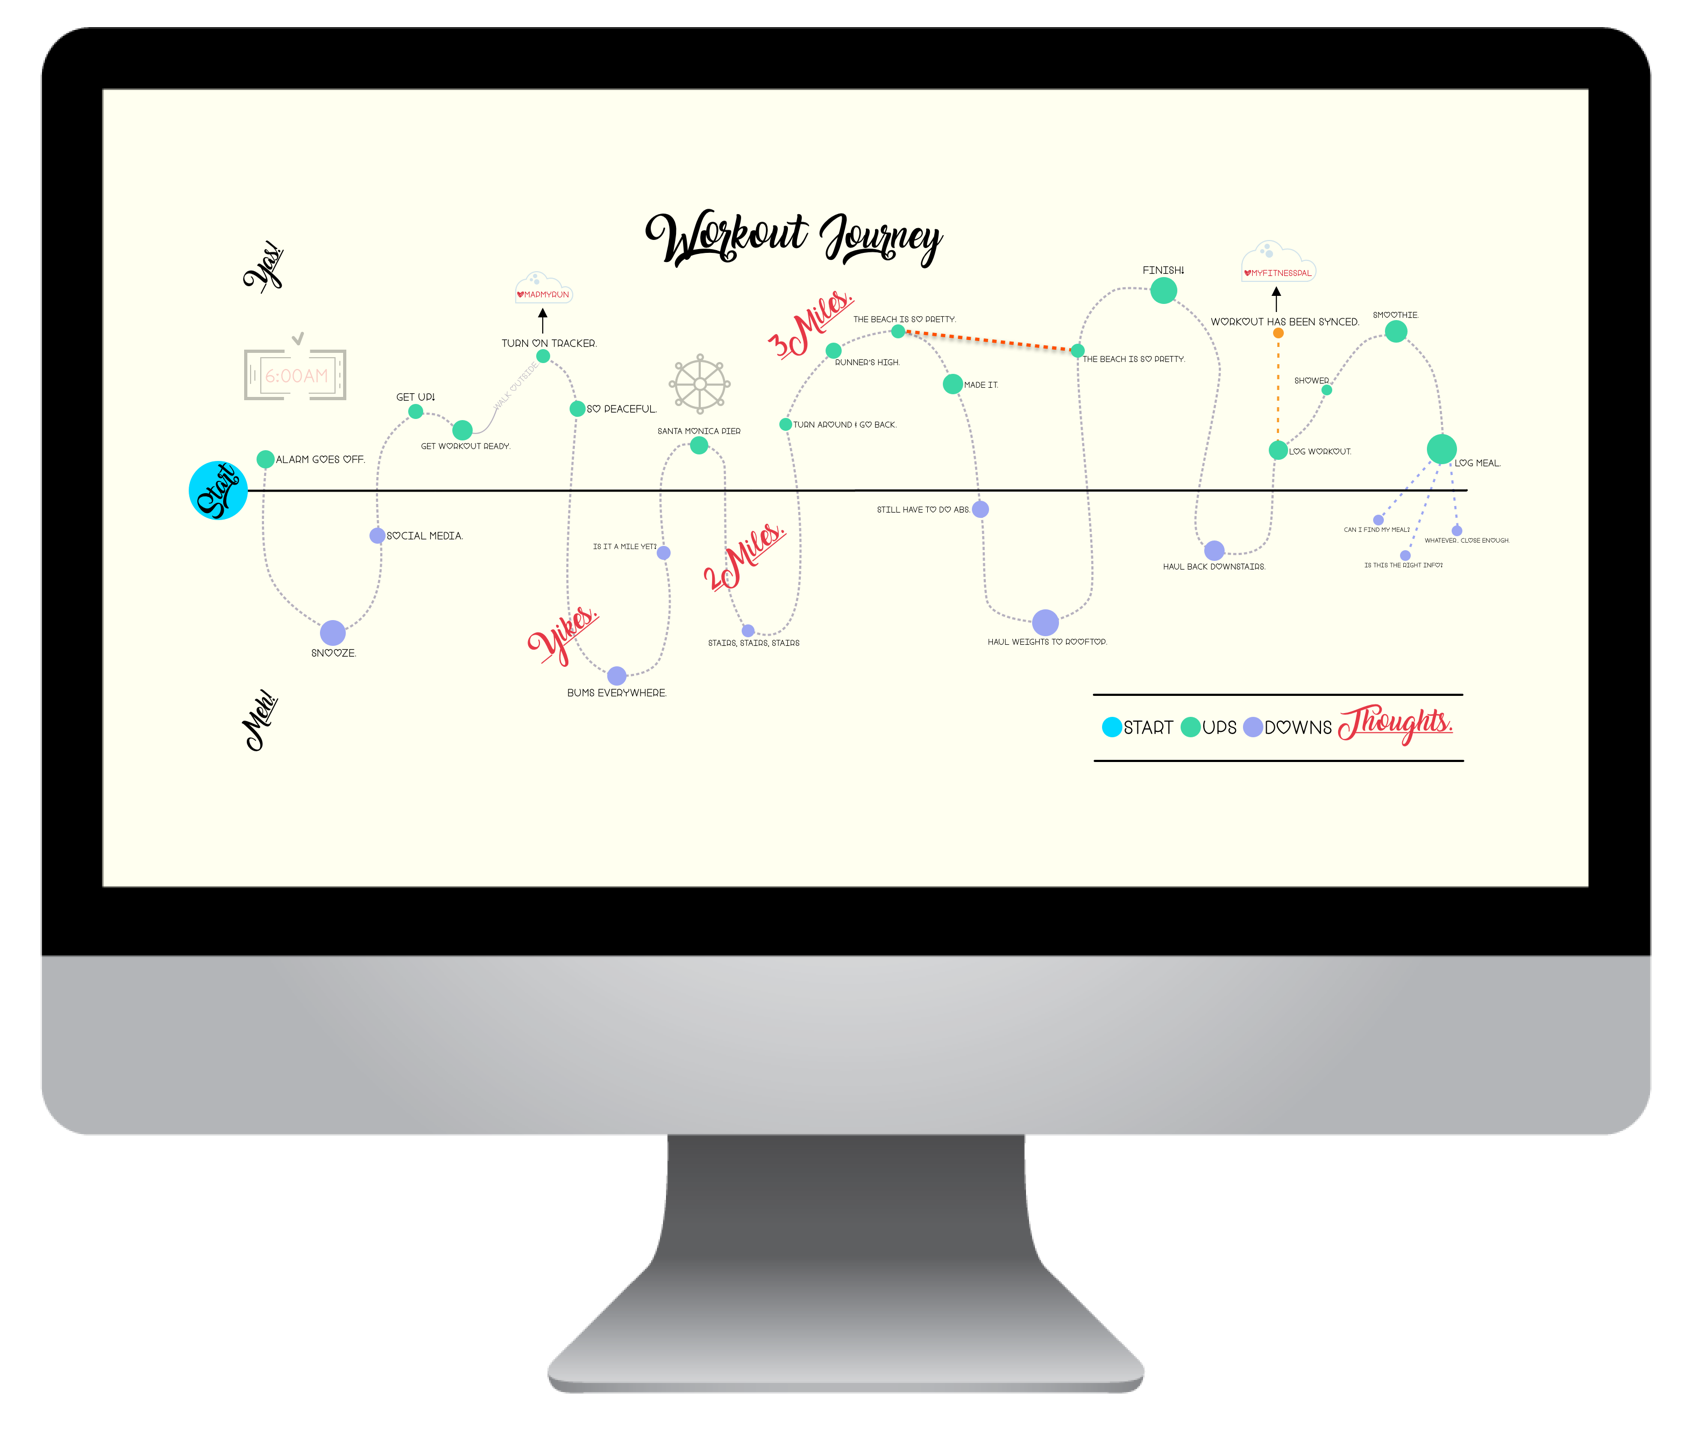 Workout Journey
Yas!
Meh!
Start
6:00AM
ALARM GOES OFF.
SNOOZE.
SOCIAL MEDIA.
GET UP!
GET WORKOUT READY.
WALK OUTSIDE
MAPMYRUN
TURN ON TRACKER.
SO PEACEFUL.
Yikes.
BUMS EVERYWHERE.
IS IT A MILE YET?
SANTA MONICA PIER
2 Miles.
STAIRS, STAIRS, STAIRS
TURN AROUND & GO BACK.
3 Miles.
RUNNER'S HIGH.
THE BEACH IS SO PRETTY.
MADE IT.
STILL HAVE TO DO ABS.
HAUL WEIGHTS TO ROOFTOP.
THE BEACH IS SO PRETTY.
FINISH!
HAUL BACK DOWNSTAIRS.
LOG WORKOUT.
WORKOUT HAS BEEN SYNCED.
MYFITNESSPAL
SHOWER
SMOOTHIE.
LOG MEAL.
CAN I FIND MY MEAL?
IS THIS THE RIGHT INFO?
WHATEVER. CLOSE ENOUGH.
START UPS DOWNS Thoughts.